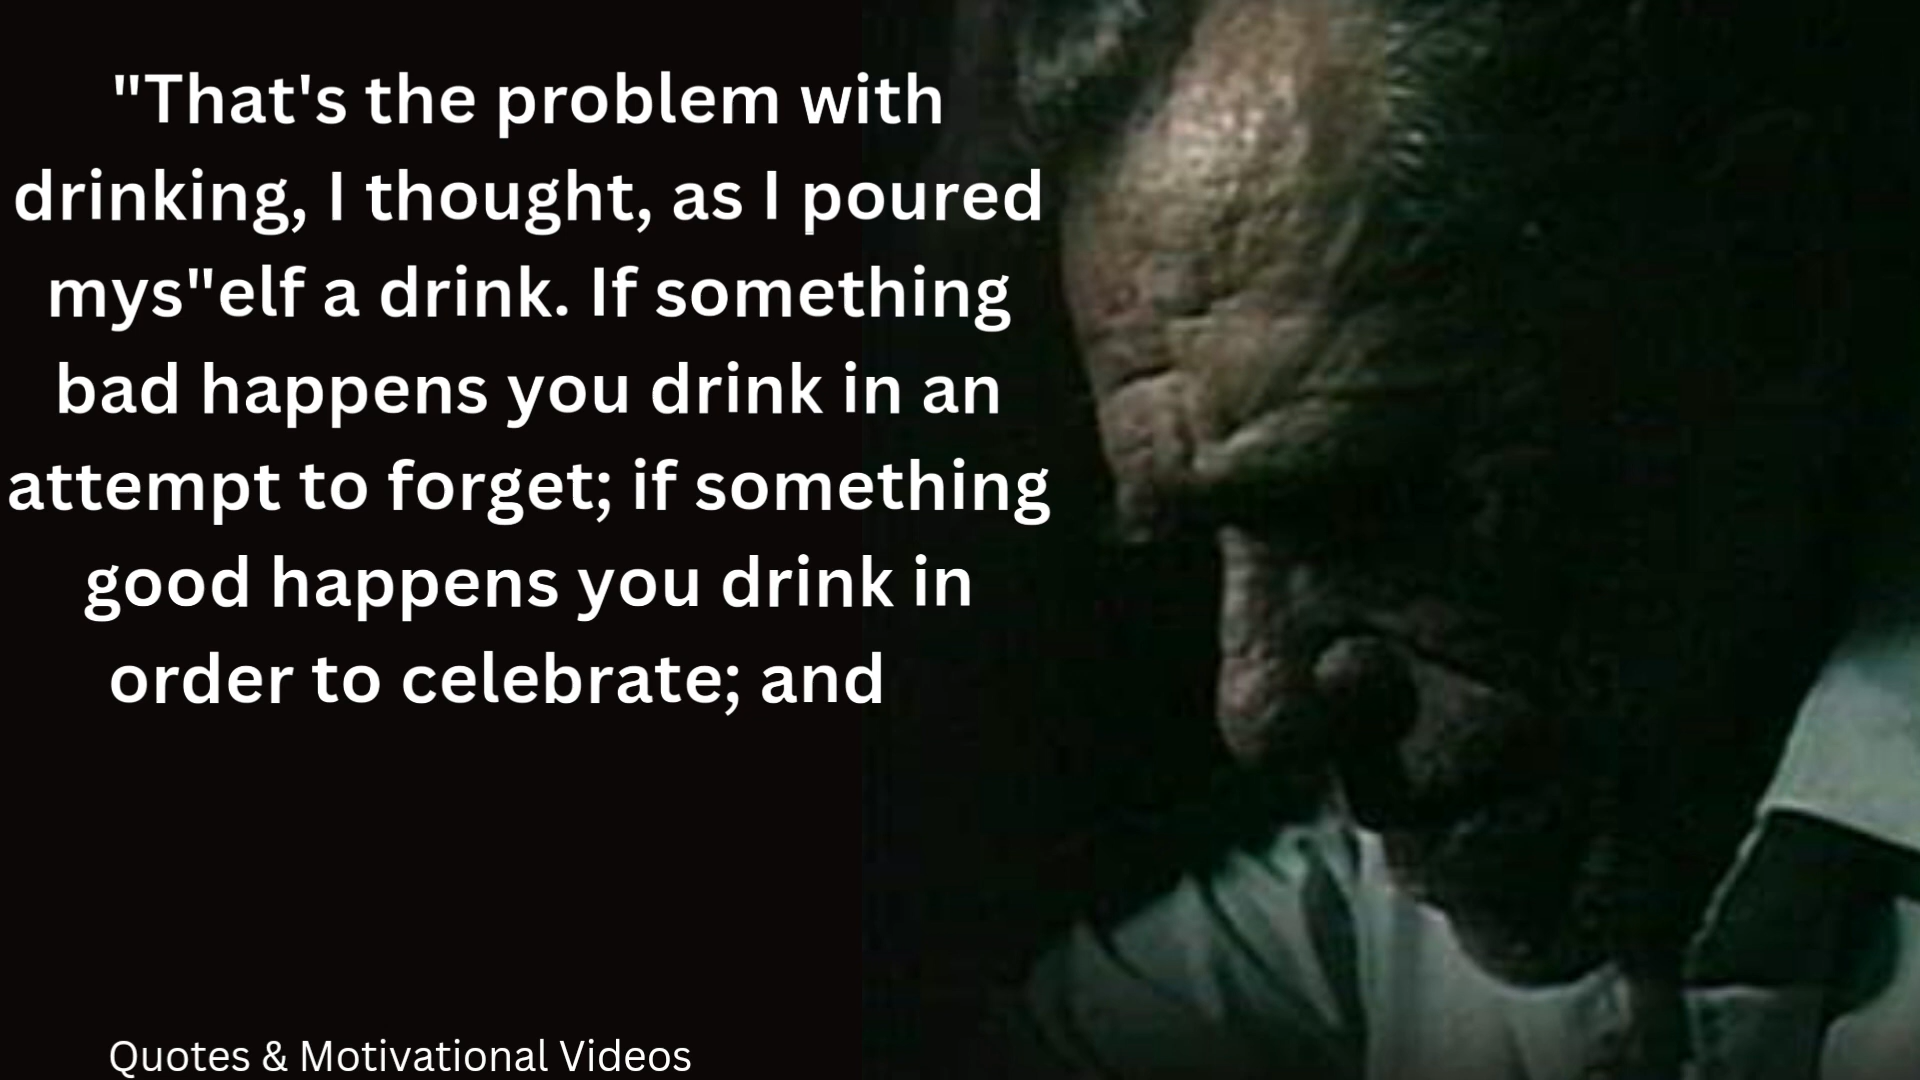 "That's the problem with
drinking, I thought, as I poured
mys"elf a drink. If something
bad happens you drink in an
attempt to forget; if something
good happens you drink in
order to celebrate; and
Quotes & Motivational Videos